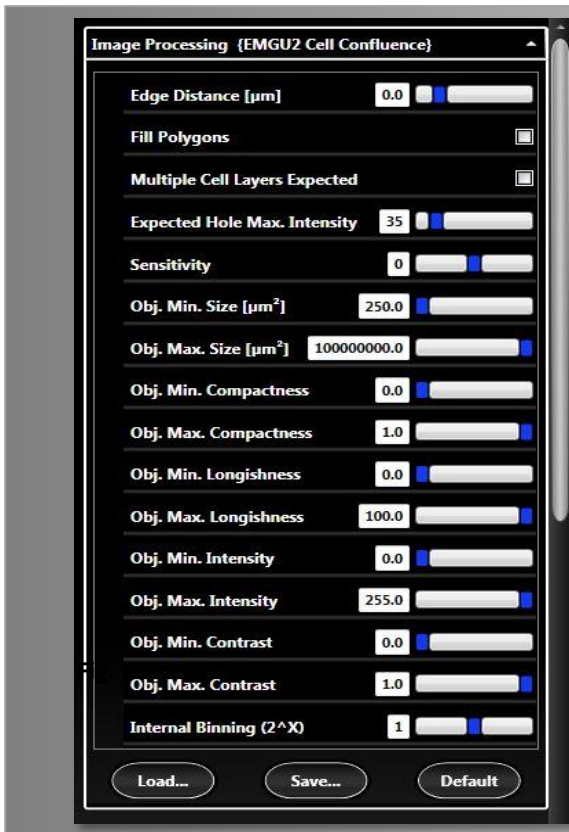 Image Processing {EMGU2 Cell Confluence}
Edge Distance [µm] 0.0
Fill Polygons
Multiple Cell Layers Expected
Expected Hole Max. Intensity 35
Sensitivity 0
Obj. Min. Size [µm²] 250.0
Obj. Max. Size [µm²] 100000000.0
Obj. Min. Compactness 0.0
Obj. Max. Compactness 1.0
Obj. Min. Longishness 0.0
Obj. Max. Longishness 100.0
Obj. Min. Intensity 0.0
Obj. Max. Intensity 255.0
Obj. Min. Contrast 0.0
Obj. Max. Contrast 1.0
Internal Binning (2^X) 1
Load... Save... Default